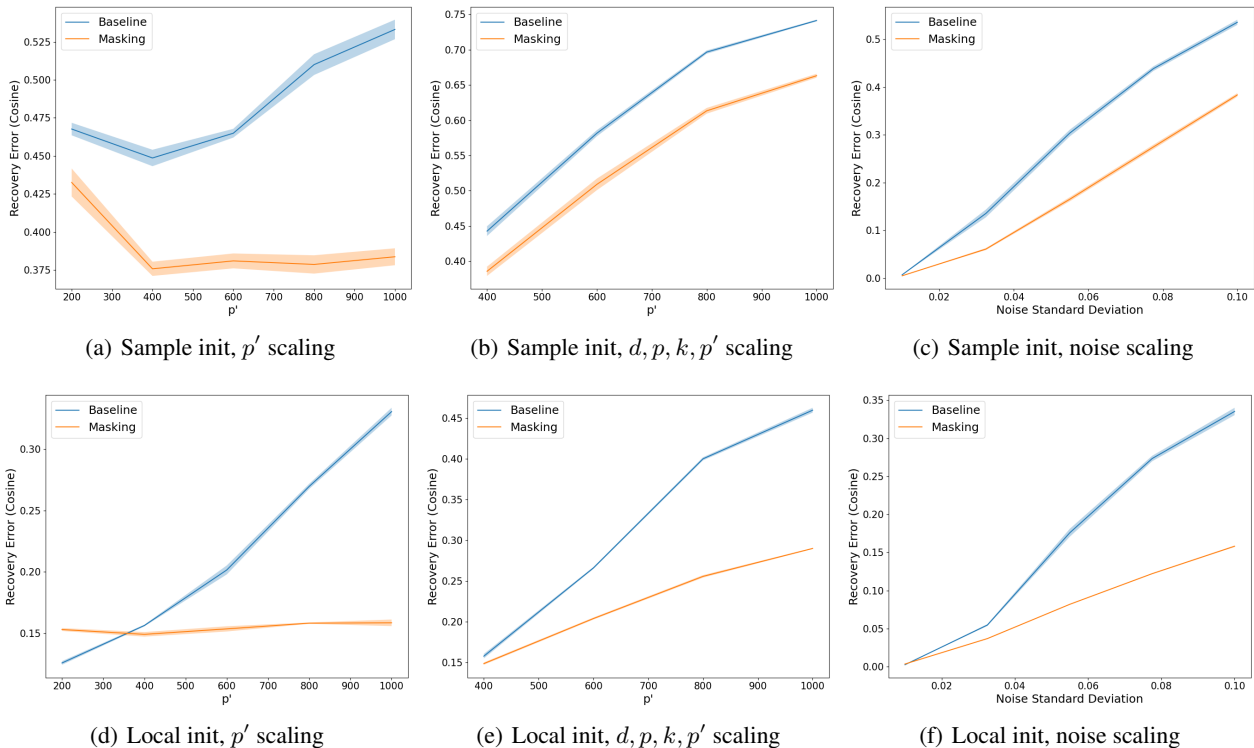 Baseline
Masking
0.525
0.500
0.475
0.450
0.425
0.400
0.375
Recovery Error (Cosine)
200 300 400 500 600 700 800 900 1000
p'
(a) Sample init, p′ scaling
Baseline
Masking
0.75
0.70
0.65
0.60
0.55
0.50
0.45
0.40
Recovery Error (Cosine)
400 500 600 700 800 900 1000
p'
(b) Sample init, d, p, k, p′ scaling
Baseline
Masking
0.5
0.4
0.3
0.2
0.1
0.0
Recovery Error (Cosine)
0.02 0.04 0.06 0.08 0.10
Noise Standard Deviation
(c) Sample init, noise scaling
Baseline
Masking
0.30
0.25
0.20
0.15
Recovery Error (Cosine)
200 300 400 500 600 700 800 900 1000
p'
(d) Local init, p′ scaling
Baseline
Masking
0.45
0.40
0.35
0.30
0.25
0.20
0.15
Recovery Error (Cosine)
400 500 600 700 800 900 1000
p'
(e) Local init, d, p, k, p′ scaling
Baseline
Masking
0.35
0.30
0.25
0.20
0.15
0.10
0.05
0.00
Recovery Error (Cosine)
0.02 0.04 0.06 0.08 0.10
Noise Standard Deviation
(f) Local init, noise scaling